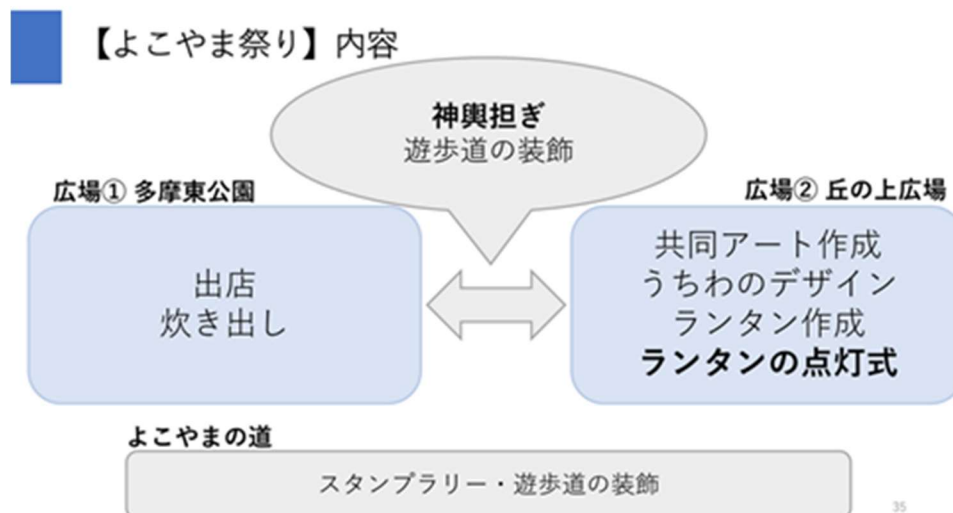 【よこやま祭り】内容
神輿担ぎ
遊歩道の装飾
広場① 多摩東公園
出店
炊き出し
広場② 丘の上広場
共同アート作成
うちわのデザイン
ランタン作成
ランタンの点灯式
よこやまの道
スタンプラリー・遊歩道の装飾
35